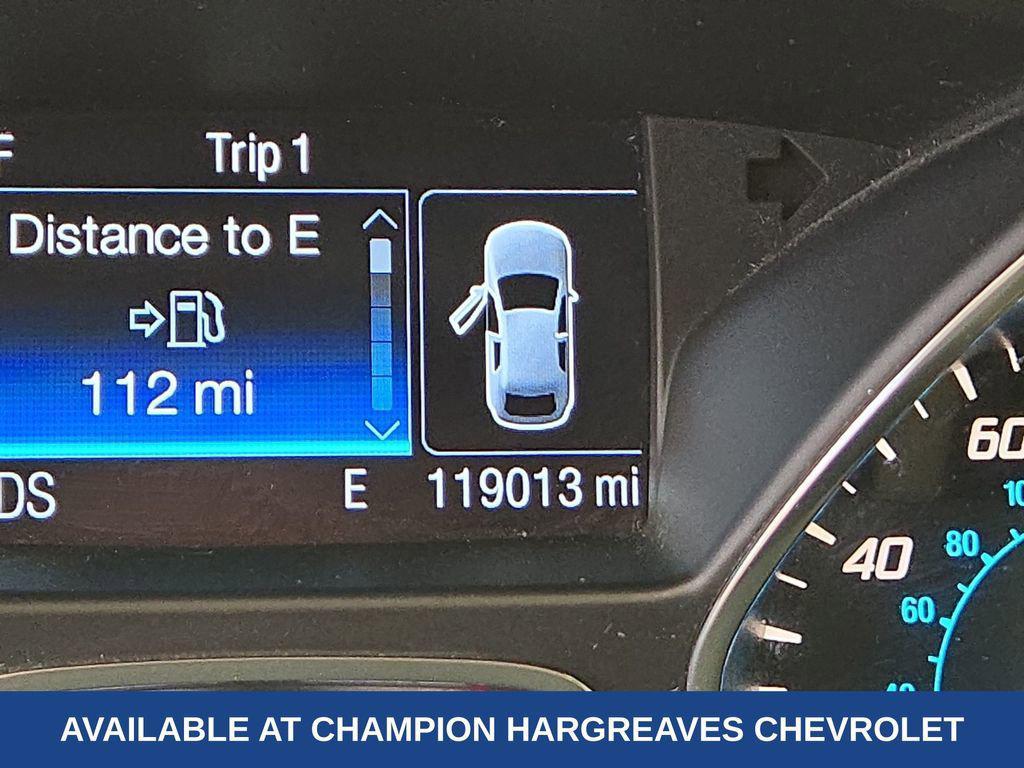 F
Trip 1
Distance to E
112 mi
DS
E
119013 mi
60
40
80
60
AVAILABLE AT CHAMPION HARGREAVES CHEVROLET